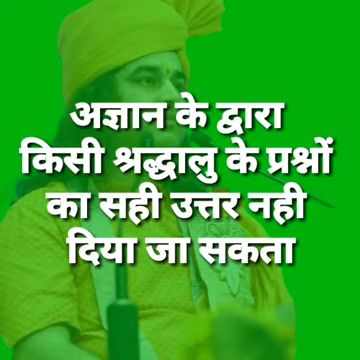 अज्ञान के द्वारा
किसी श्रद्धालु के प्रश्नों
का सही उत्तर नही
दिया जा सकता